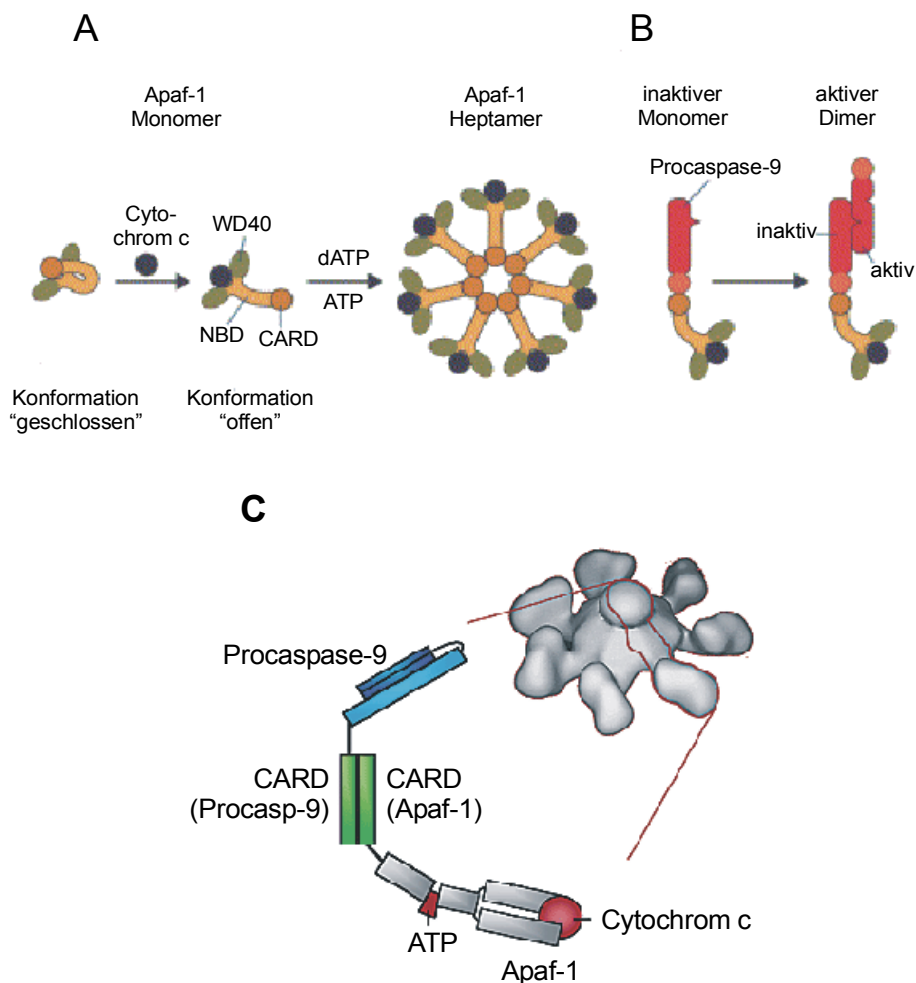 A
B
Apaf-1
Monomer
Apaf-1
Heptamer
inaktiver
Monomer
aktiver
Dimer
Procaspase-9
Cyto-
chrom c
WD40
dATP
ATP
NBD
CARD
inaktiv
aktiv
Konformation
“geschlossen”
Konformation
“offen”
C
Procaspase-9
CARD
(Procasp-9)
CARD
(Apaf-1)
Cytochrom c
ATP
Apaf-1